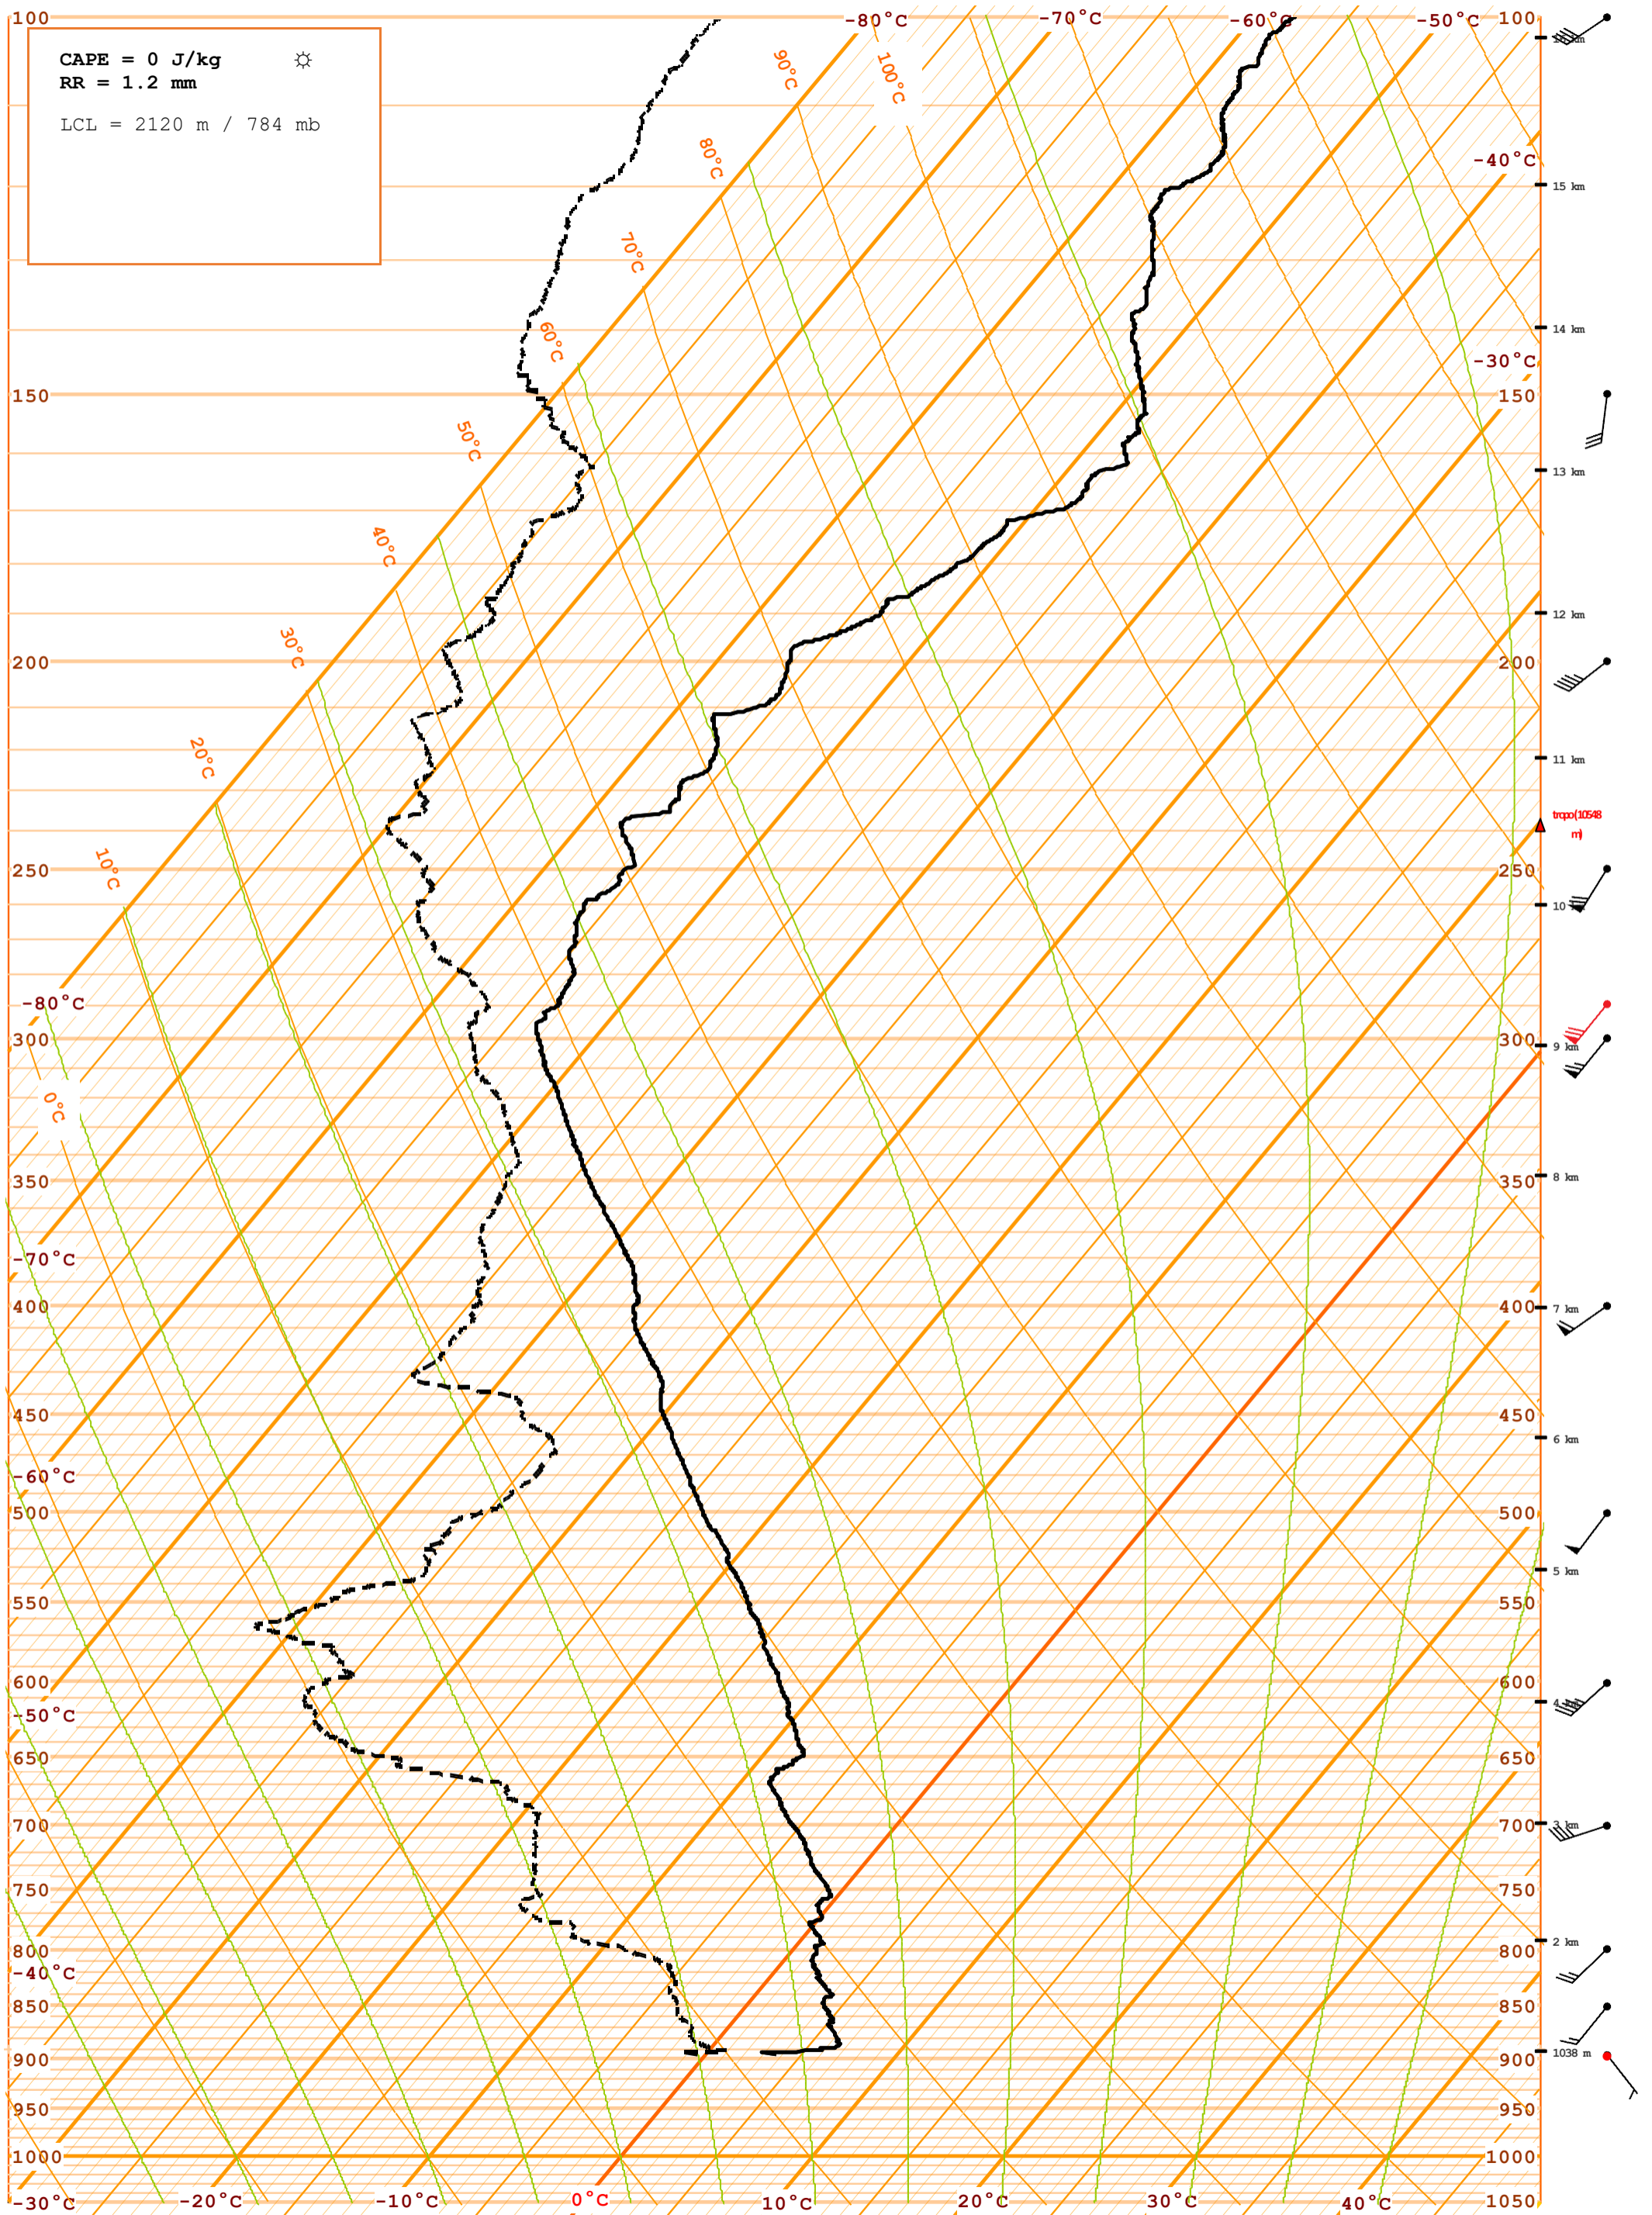 100 -80°C -70°C -60°C -50°C 100
CAPE = 0 J/kg
RR = 1.2 mm
LCL = 2120 m / 784 mb
90°C
100°C
80°C
-40°C
15 km
70°C
14 km
60°C
-30°C
150 150
50°C
13 km
40°C
12 km
30°C
200 200
20°C
11 km
tropo(10548
m)
10°C
250 250
10
-80°C
300 300
9 km
0°C
8 km
350 350
-70°C
400 400
7 km
450 450
6 km
-60°C
500 500
5 km
550 550
600 600
-50°C
650 650
700 700
3 km
750 750
2 km
800 800
-40°C
850 850
1038 m
900 900
950 950
1000 1000
-30°C -20°C -10°C 0°C 10°C 20°C 30°C 40°C 1050